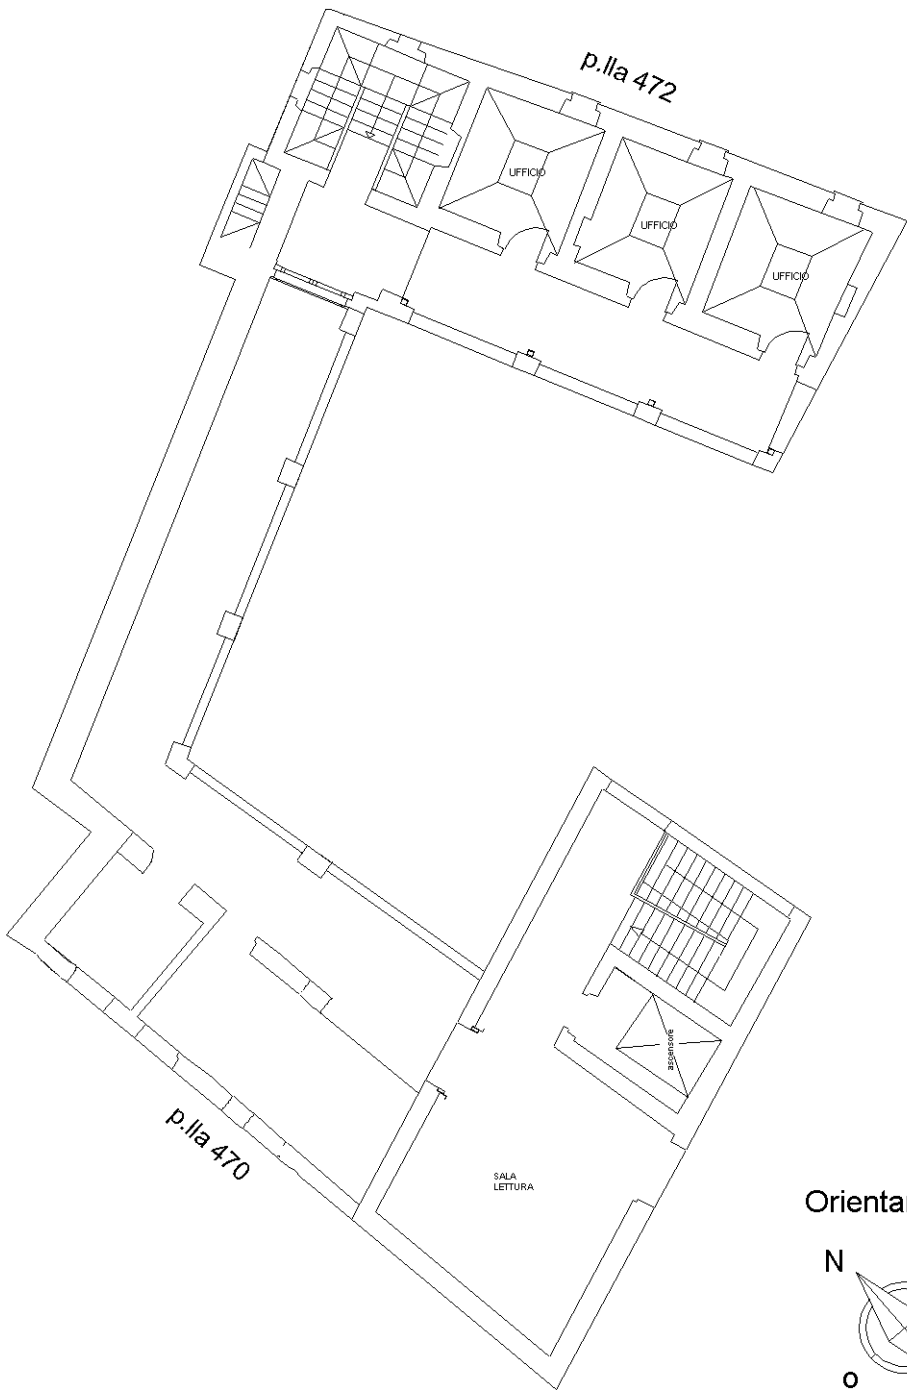 p.lla 472
UFFICIO
UFFICIO
UFFICIO
ascensore
p.lla 470
SALA
LETTURA
Orienta
N
O